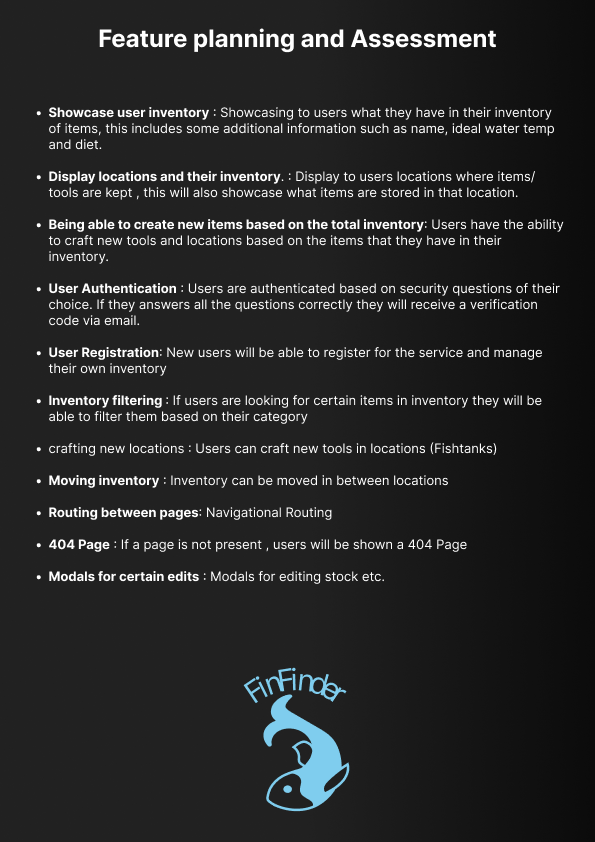 Feature planning and Assessment
• Showcase user inventory : Showcasing to users what they have in their inventory
of items, this includes some additional information such as name, ideal water temp
and diet.
• Display locations and their inventory. : Display to users locations where items/
tools are kept , this will also showcase what items are stored in that location.
• Being able to create new items based on the total inventory: Users have the ability
to craft new tools and locations based on the items that they have in their
inventory.
• User Authentication : Users are authenticated based on security questions of their
choice. If they answers all the questions correctly they will receive a verification
code via email.
• User Registration: New users will be able to register for the service and manage
their own inventory
• Inventory filtering : If users are looking for certain items in inventory they will be
able to filter them based on their category
• crafting new locations : Users can craft new tools in locations (Fishtanks)
• Moving inventory : Inventory can be moved in between locations
• Routing between pages: Navigational Routing
• 404 Page : If a page is not present , users will be shown a 404 Page
• Modals for certain edits : Modals for editing stock etc.
FinFinder